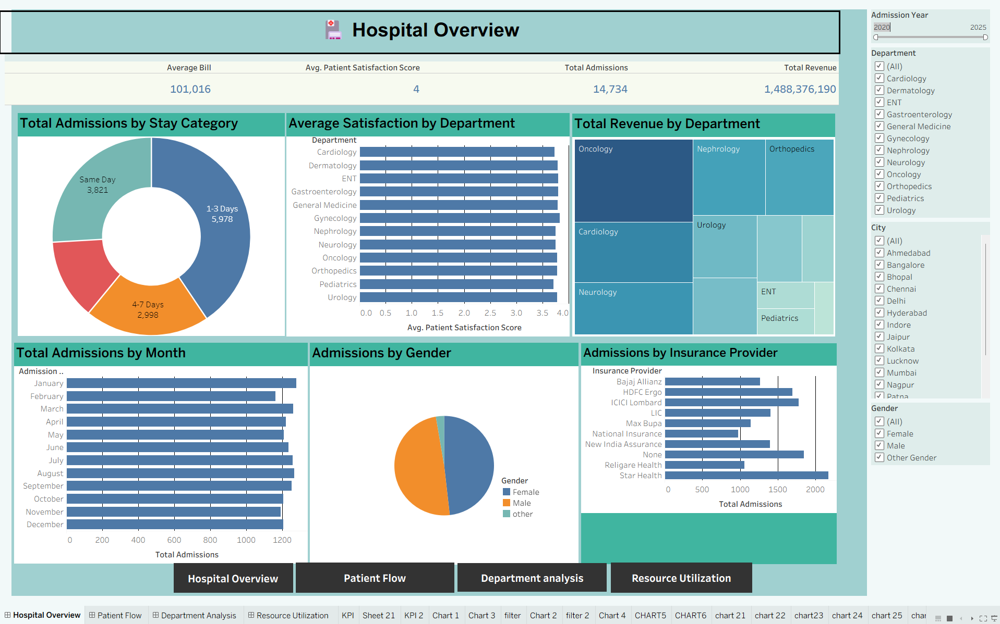 Hospital Overview
Average Bill
Avg. Patient Satisfaction Score
Total Admissions
Total Revenue
101,016
4
14,734
1,488,376,190
Total Admissions by Stay Category
Same Day
3,821
1-3 Days
5,978
4-7 Days
2,998
Average Satisfaction by Department
Department
Cardiology
Dermatology
ENT
Gastroenterology
General Medicine
Gynecology
Nephrology
Neurology
Oncology
Orthopedics
Pediatrics
Urology
0.0 0.5 1.0 1.5 2.0 2.5 3.0 3.5 4.0
Avg. Patient Satisfaction Score
Total Revenue by Department
Oncology
Nephrology
Orthopedics
Cardiology
Urology
Neurology
ENT
Pediatrics
Total Admissions by Month
Admission ..
January
February
March
April
May
June
July
August
September
October
November
December
0 200 400 600 800 1000 1200
Total Admissions
Admissions by Gender
Gender
Female
Male
other
Admissions by Insurance Provider
Insurance Provider
Bajaj Allianz
HDFC Ergo
ICICI Lombard
LIC
Max Bupa
National Insurance
New India Assurance
None
Religare Health
Star Health
0 500 1000 1500 2000
Total Admissions
Hospital Overview
Patient Flow
Department analysis
Resource Utilization
Admission Year
2020 2025
Department
(All)
Cardiology
Dermatology
ENT
Gastroenterology
General Medicine
Gynecology
Nephrology
Neurology
Oncology
Orthopedics
Pediatrics
Urology
City
(All)
Ahmedabad
Bangalore
Bhopal
Chennai
Delhi
Hyderabad
Indore
Jaipur
Kolkata
Lucknow
Mumbai
Nagpur
Patna
Gender
(All)
Female
Male
Other Gender
Hospital Overview Patient Flow Department Analysis Resource Utilization KPI Sheet 21 KPI 2 Chart 1 Chart 3 filter Chart 2 filter 2 Chart 4 CHART5 CHART6 chart 21 chart 22 chart23 chart 24 chart 25 char